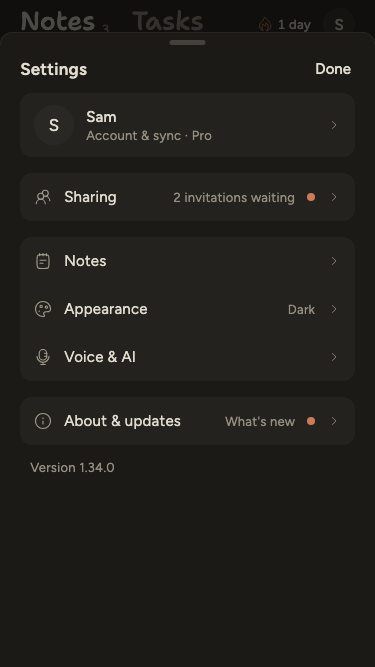 Notes 3 Tasks 1 day S
Settings Done
S
Sam
Account & sync · Pro
Sharing 2 invitations waiting
Notes
Appearance Dark
Voice & AI
About & updates What's new
Version 1.34.0